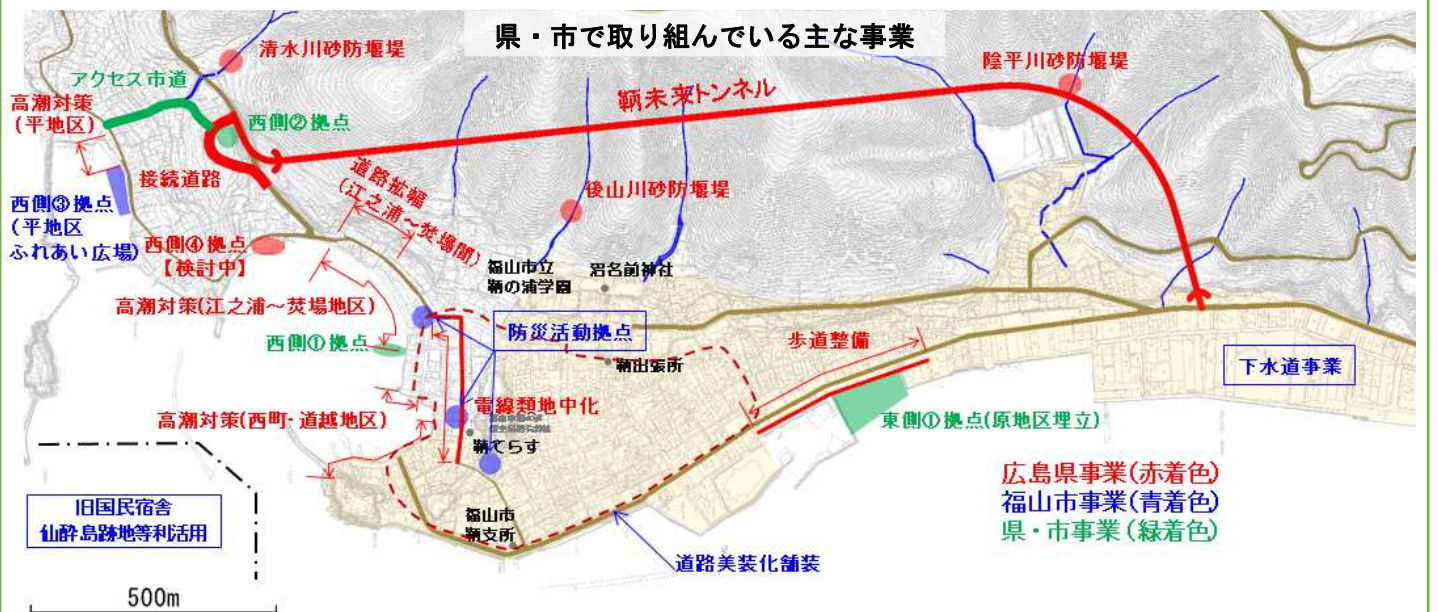 県・市で取り組んでいる主な事業
清水川砂防堰堤
陰平川砂防堰堤
アクセス市道
鞆未来トンネル
高潮対策
(平地区)
西側②拠点
接続道路
道路拡幅
(江之浦～焚場間)
後山川砂防堰堤
西側③拠点
(平地区
ふれあい広場)
西側④拠点
【検討中】
福山市立
鞆の浦学園
沼名前神社
高潮対策(江之浦～焚場地区)
防災活動拠点
西側①拠点
歩道整備
鞆出張所
下水道事業
電線類地中化
高潮対策(西町・道越地区)
鞆てらす
東側①拠点(原地区埋立)
広島県事業(赤着色)
福山市事業(青着色)
県・市事業(緑着色)
旧国民宿舎
仙酔島跡地等利活用
福山市
鞆支所
道路美装化舗装
500m